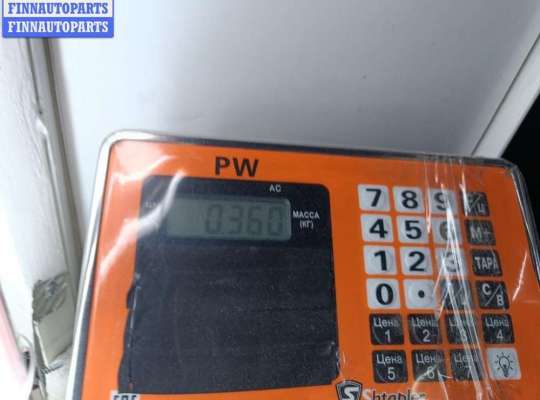 FINNAUTOPARTS
FINNAUTOPARTS
PW
AC
0.360
МАССА
(КГ)
7 8 9
4 5 6 M+
1 2 3 ТАРА
0 . С/В
Цена 1
Цена 2
Цена 3
Цена 4
Цена 5
Цена 6
Цена 7
Shtapler